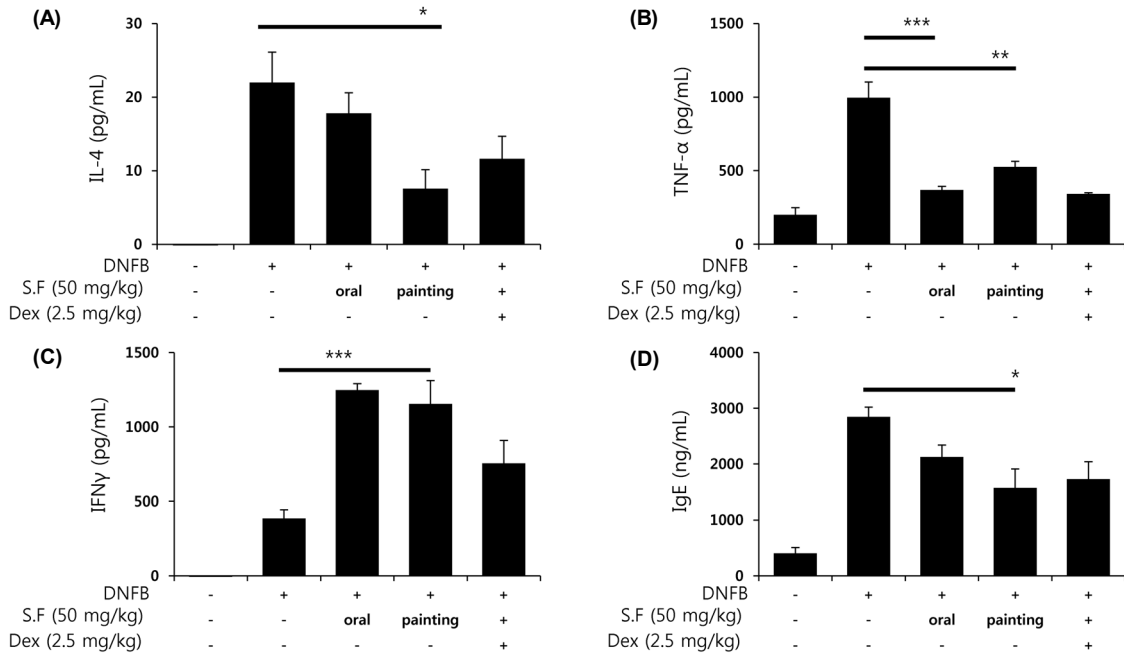 (A)
*
30
20
10
0
IL-4 (pg/mL)
DNFB - + + + +
S.F (50 mg/kg) - - oral painting +
Dex (2.5 mg/kg) - - - - +
(B)
***
**
1500
1000
500
0
TNF-α (pg/mL)
DNFB - + + + +
S.F (50 mg/kg) - - oral painting +
Dex (2.5 mg/kg) - - - - +
(C)
***
1500
1000
500
0
IFNγ (pg/mL)
DNFB - + + + +
S.F (50 mg/kg) - - oral painting +
Dex (2.5 mg/kg) - - - - +
(D)
*
4000
3000
2000
1000
0
IgE (ng/mL)
DNFB - + + + +
S.F (50 mg/kg) - - oral painting +
Dex (2.5 mg/kg) - - - - +